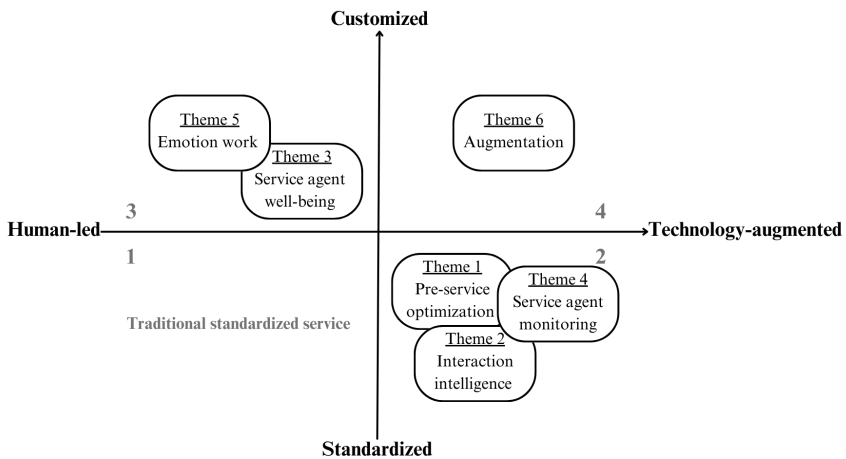 Customized
Theme 5
Emotion work
Theme 6
Augmentation
Theme 3
Service agent
well-being
3
4
Human-led
Technology-augmented
1
2
Theme 1
Pre-service
optimization
Theme 4
Service agent
monitoring
Traditional standardized service
Theme 2
Interaction
intelligence
Standardized